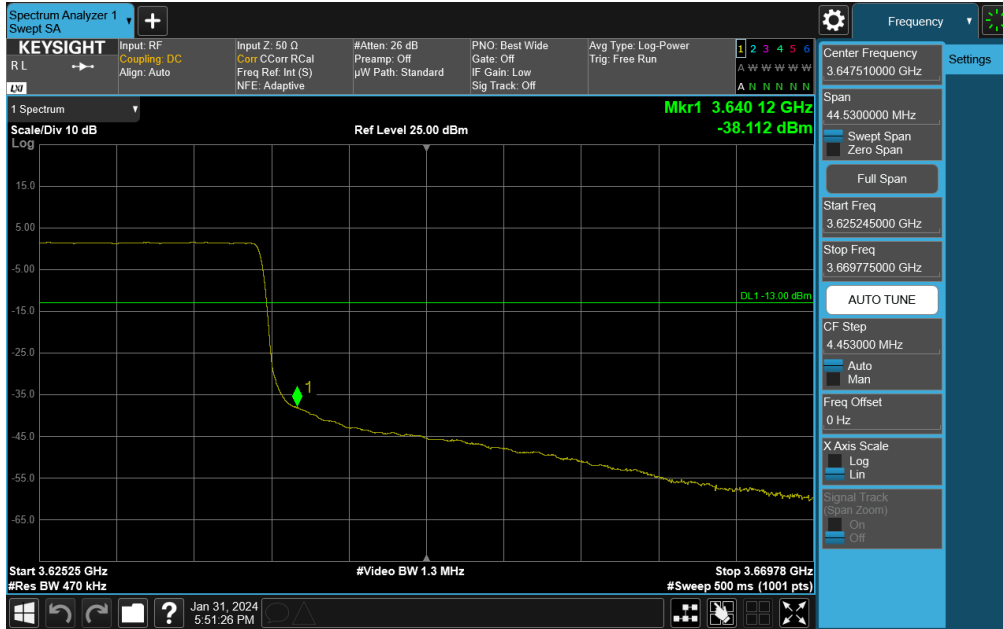 Spectrum Analyzer 1
Swept SA
+
Frequency
KEYSIGHT
R L
LXI
Input: RF
Coupling: DC
Align: Auto
Input Z: 50 Ω
Corr CCorr RCal
Freq Ref: Int (S)
NFE: Adaptive
#Atten: 26 dB
Preamp: Off
µW Path: Standard
PNO: Best Wide
Gate: Off
IF Gain: Low
Sig Track: Off
Avg Type: Log-Power
Trig: Free Run
1 2 3 4 5 6
A W W W W W
A N N N N N
1 Spectrum
Scale/Div 10 dB
Log
Ref Level 25.00 dBm
Mkr1 3.640 12 GHz
-38.112 dBm
15.0
5.00
-5.00
-15.0
-25.0
-35.0
-45.0
-55.0
-65.0
DL1 -13.00 dBm
1
Start 3.62525 GHz
#Res BW 470 kHz
#Video BW 1.3 MHz
Stop 3.66978 GHz
#Sweep 500 ms (1001 pts)
Center Frequency
3.647510000 GHz
Span
44.5300000 MHz
Swept Span
Zero Span
Full Span
Start Freq
3.625245000 GHz
Stop Freq
3.669775000 GHz
AUTO TUNE
CF Step
4.453000 MHz
Auto
Man
Freq Offset
0 Hz
X Axis Scale
Log
Lin
Signal Track
(Span Zoom)
On
Off
Settings
?
Jan 31, 2024
5:51:26 PM